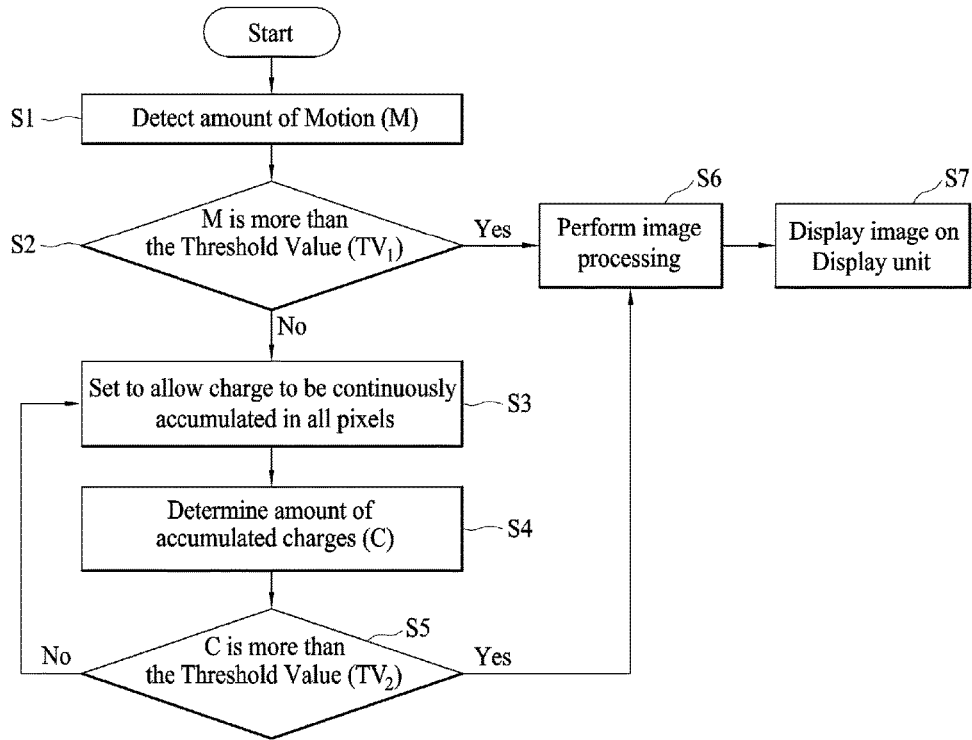 Start
S1
Detect amount of Motion (M)
S2
M is more than
the Threshold Value (TV₁)
Yes
No
S6
Perform image
processing
S7
Display image on
Display unit
Set to allow charge to be continuously
accumulated in all pixels
S3
Determine amount of
accumulated charges (C)
S4
S5
C is more than
the Threshold Value (TV₂)
No
Yes